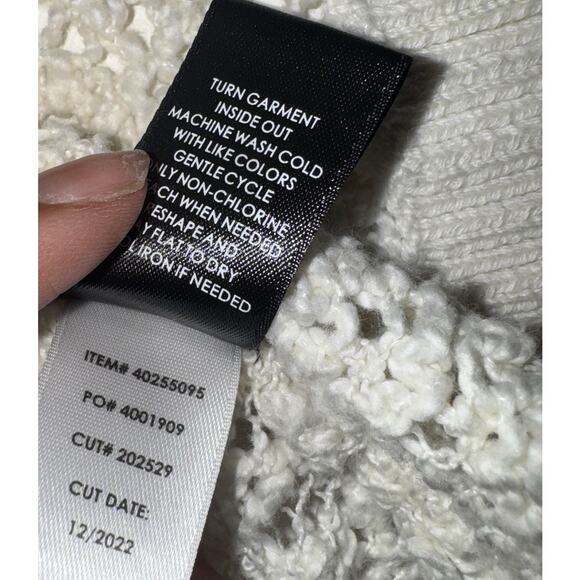 TURN GARMENT
INSIDE OUT
MACHINE WASH COLD
WITH LIKE COLORS
GENTLE CYCLE
NON-CHLORINE
WHEN NEEDED
AND
FLAT TO DRY
IRON IF NEEDED
ITEM# 40255095
PO# 4001909
CUT# 202529
CUT DATE:
12/2022